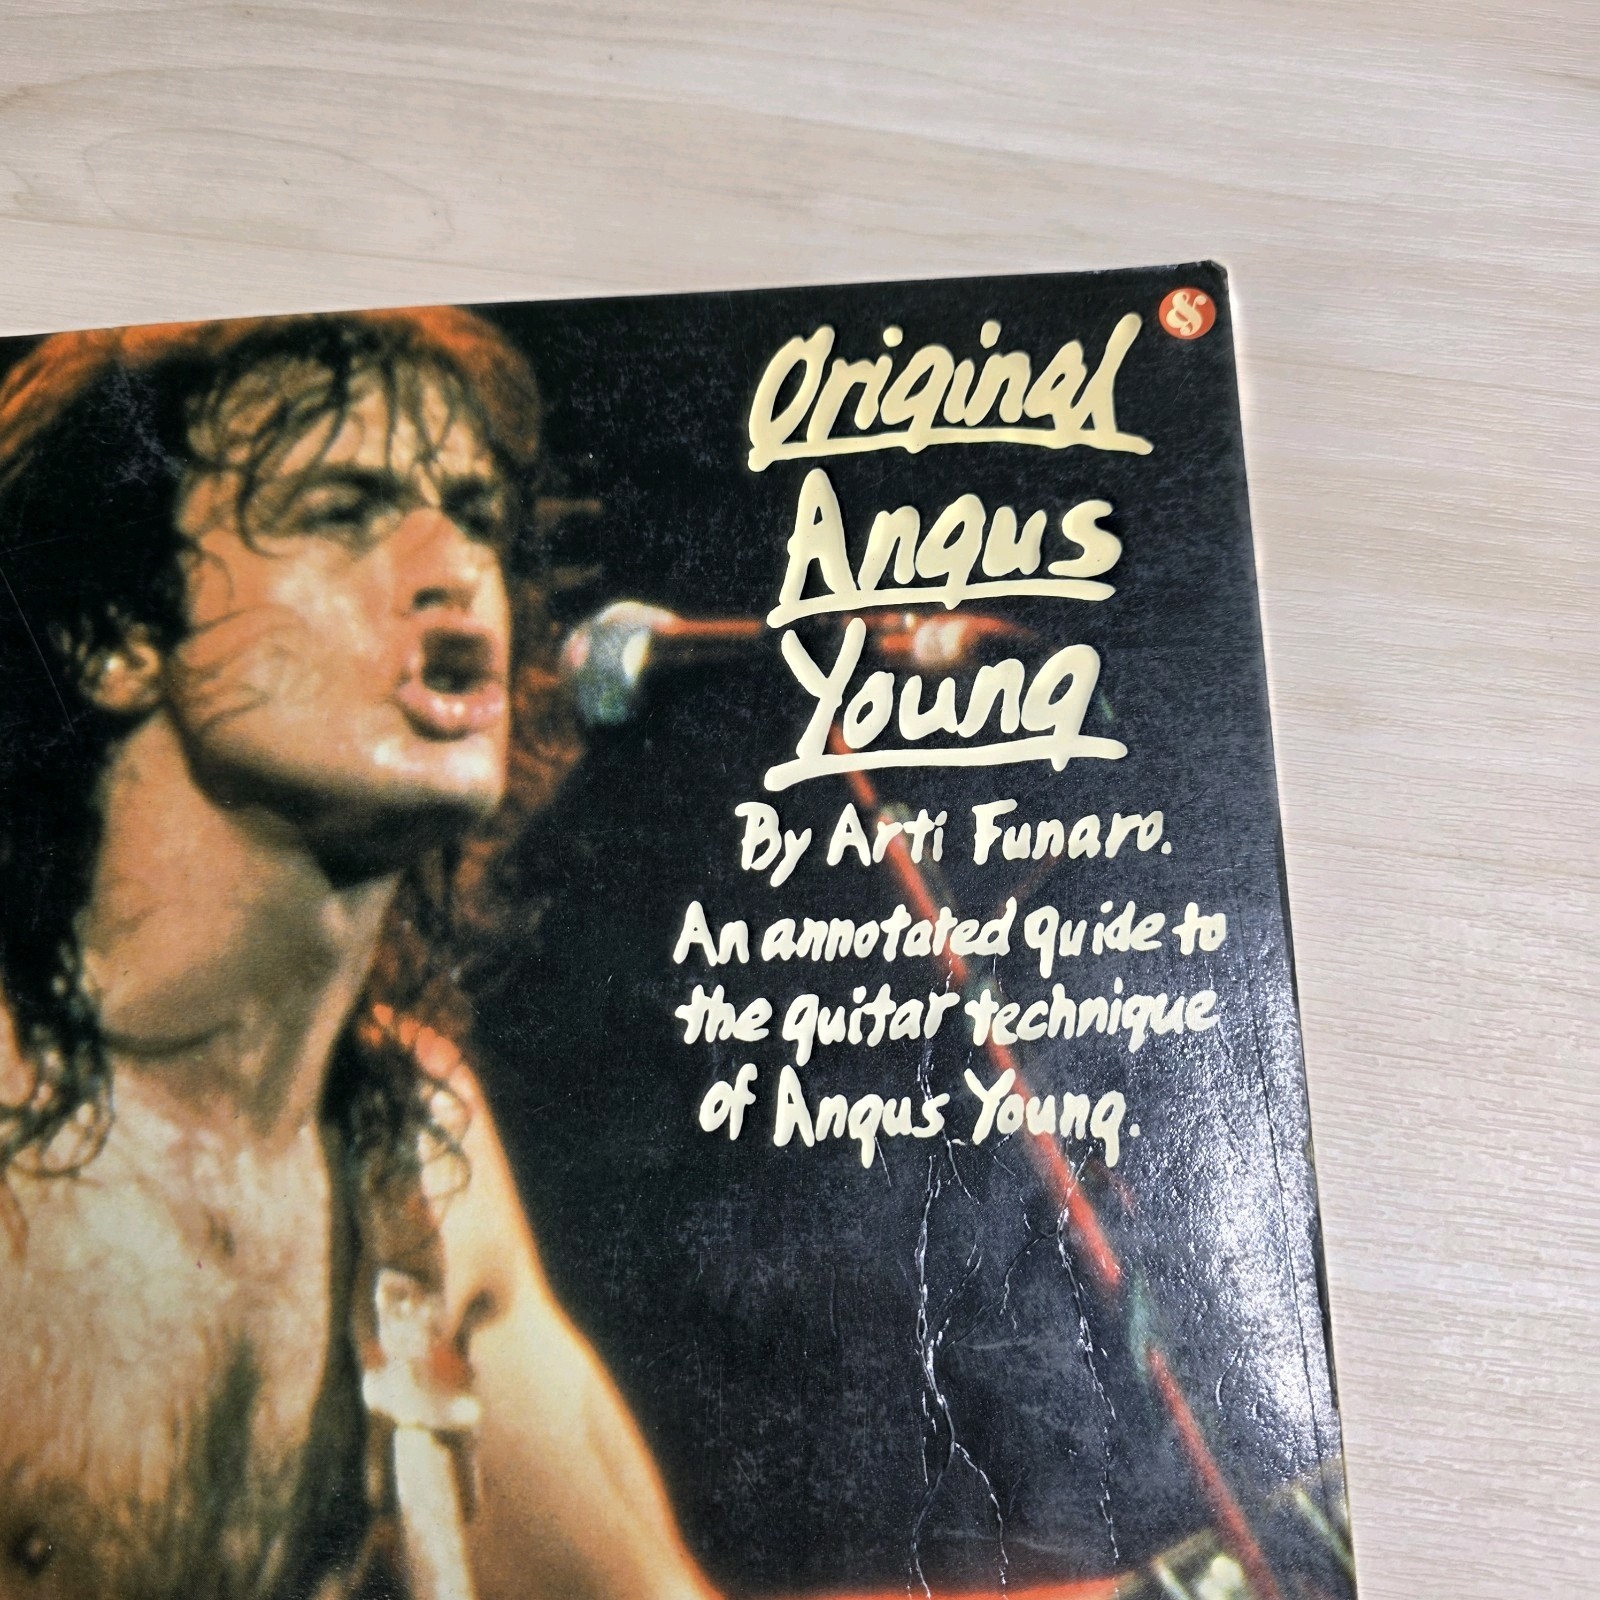 &
Original
Angus
Young
By Arti Funaro.
An annotated guide to
the guitar technique
of Angus Young.